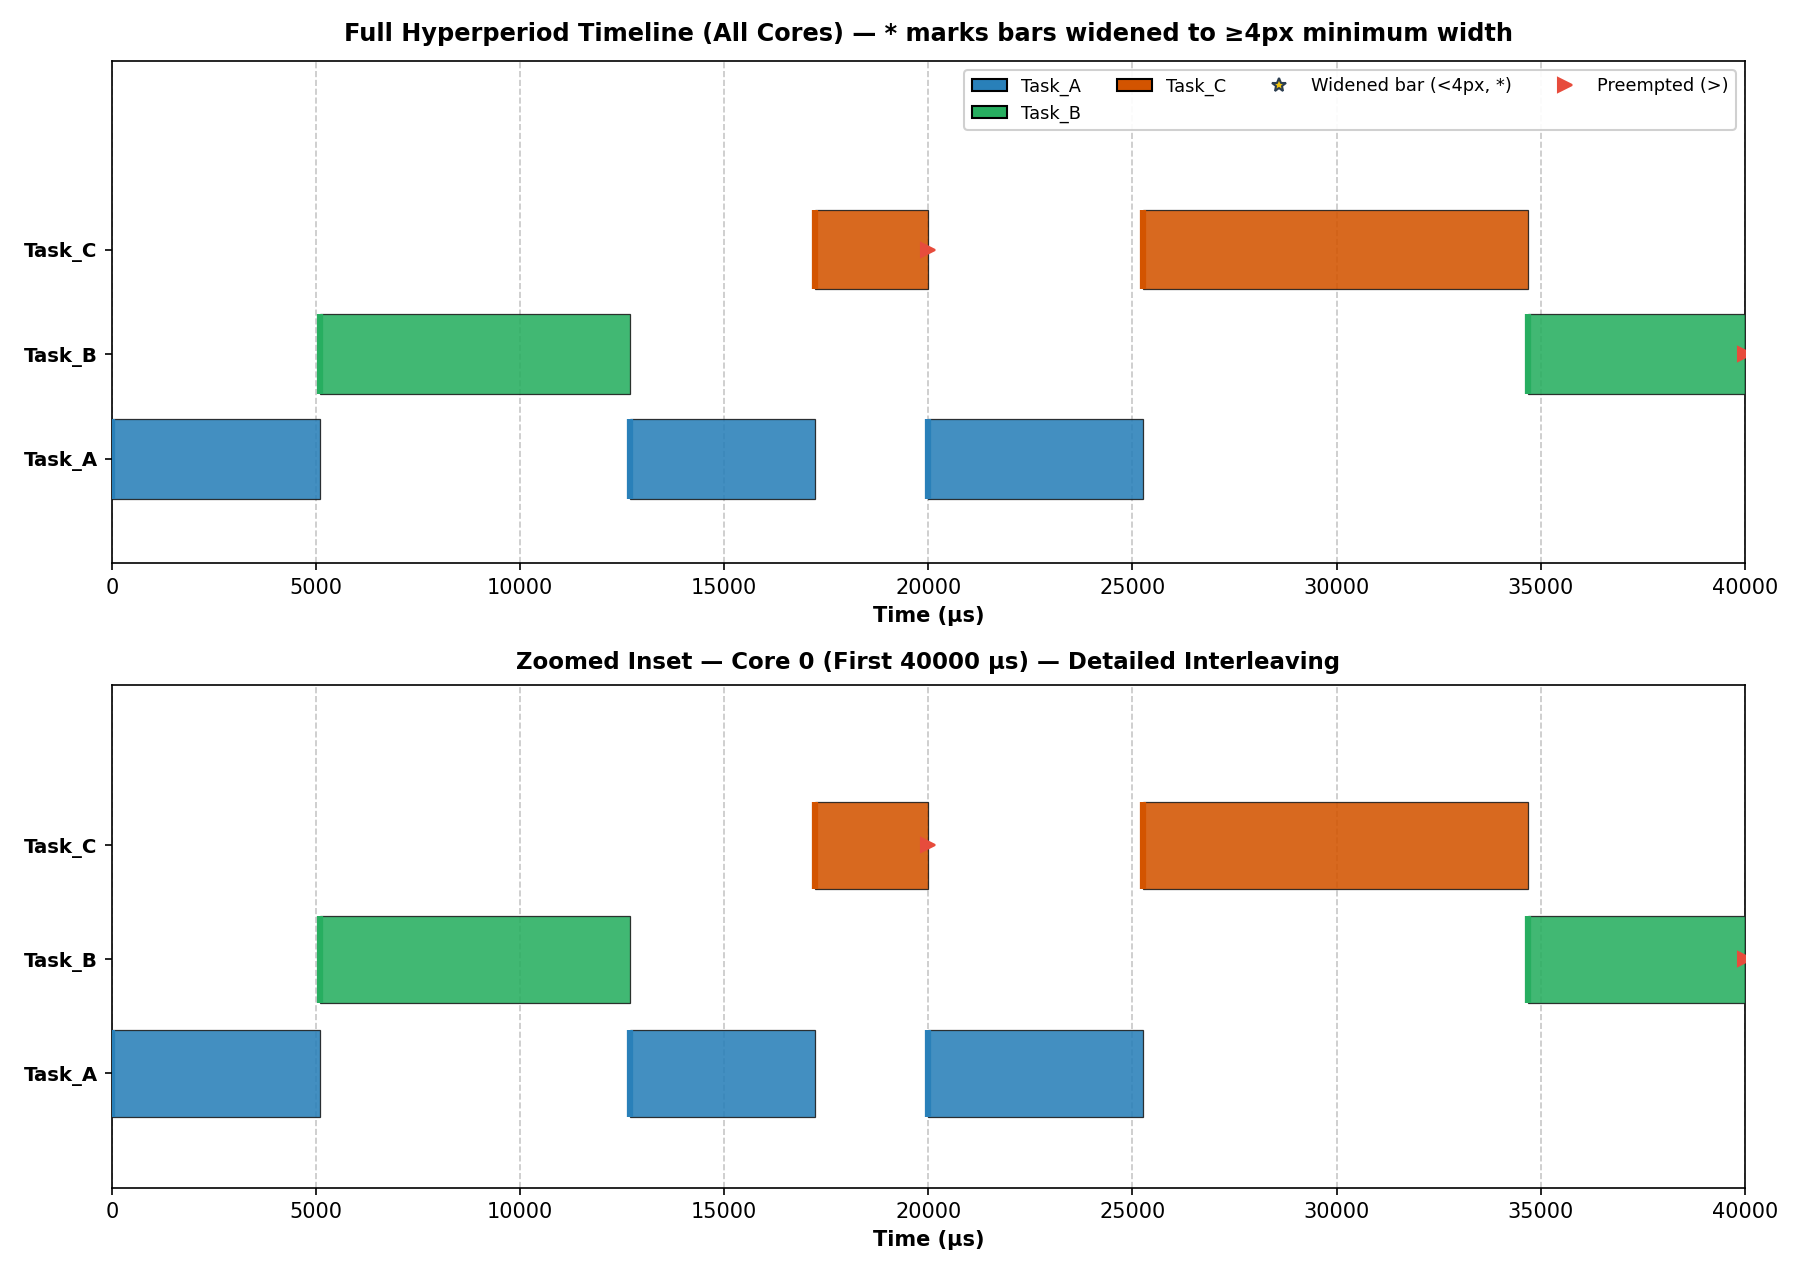 Full Hyperperiod Timeline (All Cores) — * marks bars widened to ≥4px minimum width
Task_A Task_C Widened bar (<4px, *) Preempted (>)
Task_B
Task_C
Task_B
Task_A
0 5000 10000 15000 20000 25000 30000 35000 40000
Time (µs)
Zoomed Inset — Core 0 (First 40000 µs) — Detailed Interleaving
Task_C
Task_B
Task_A
0 5000 10000 15000 20000 25000 30000 35000 40000
Time (µs)